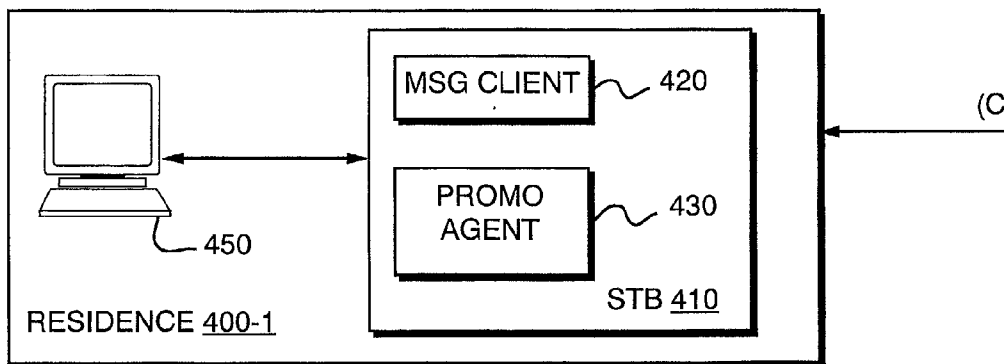 MSG CLIENT
420
(C
PROMO
AGENT
430
450
STB 410
RESIDENCE 400-1